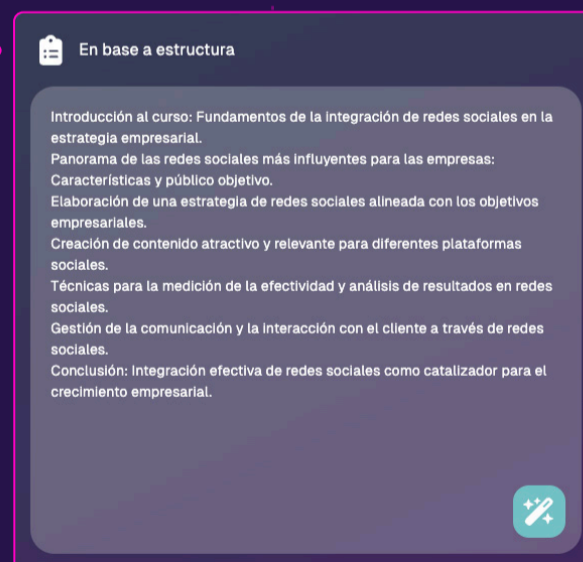 En base a estructura
Introducción al curso: Fundamentos de la integración de redes sociales en la
estrategia empresarial.
Panorama de las redes sociales más influyentes para las empresas:
Características y público objetivo.
Elaboración de una estrategia de redes sociales alineada con los objetivos
empresariales.
Creación de contenido atractivo y relevante para diferentes plataformas
sociales.
Técnicas para la medición de la efectividad y análisis de resultados en redes
sociales.
Gestión de la comunicación y la interacción con el cliente a través de redes
sociales.
Conclusión: Integración efectiva de redes sociales como catalizador para el
crecimiento empresarial.